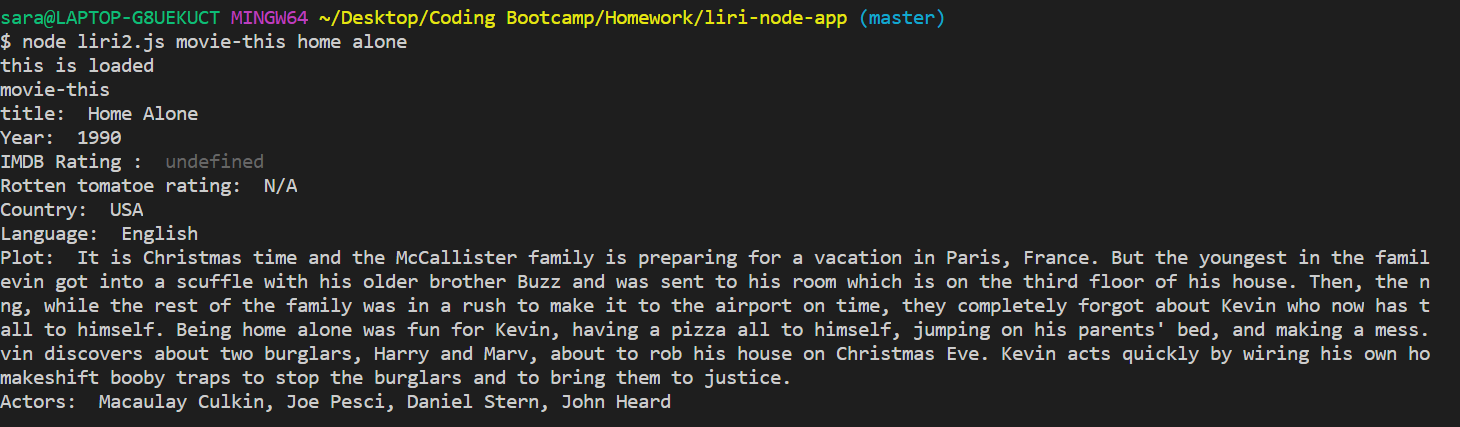 sara@LAPTOP-G8UEKUCT MINGW64 ~/Desktop/Coding Bootcamp/Homework/liri-node-app (master)
$ node liri2.js movie-this home alone
this is loaded
movie-this
title:  Home Alone
Year:  1990
IMDB Rating :  undefined
Rotten tomatoe rating:  N/A
Country:  USA
Language:  English
Plot:  It is Christmas time and the McCallister family is preparing for a vacation in Paris, France. But the youngest in the famil
evin got into a scuffle with his older brother Buzz and was sent to his room which is on the third floor of his house. Then, the n
ng, while the rest of the family was in a rush to make it to the airport on time, they completely forgot about Kevin who now has t
all to himself. Being home alone was fun for Kevin, having a pizza all to himself, jumping on his parents' bed, and making a mess.
vin discovers about two burglars, Harry and Marv, about to rob his house on Christmas Eve. Kevin acts quickly by wiring his own ho
makeshift booby traps to stop the burglars and to bring them to justice.
Actors:  Macaulay Culkin, Joe Pesci, Daniel Stern, John Heard